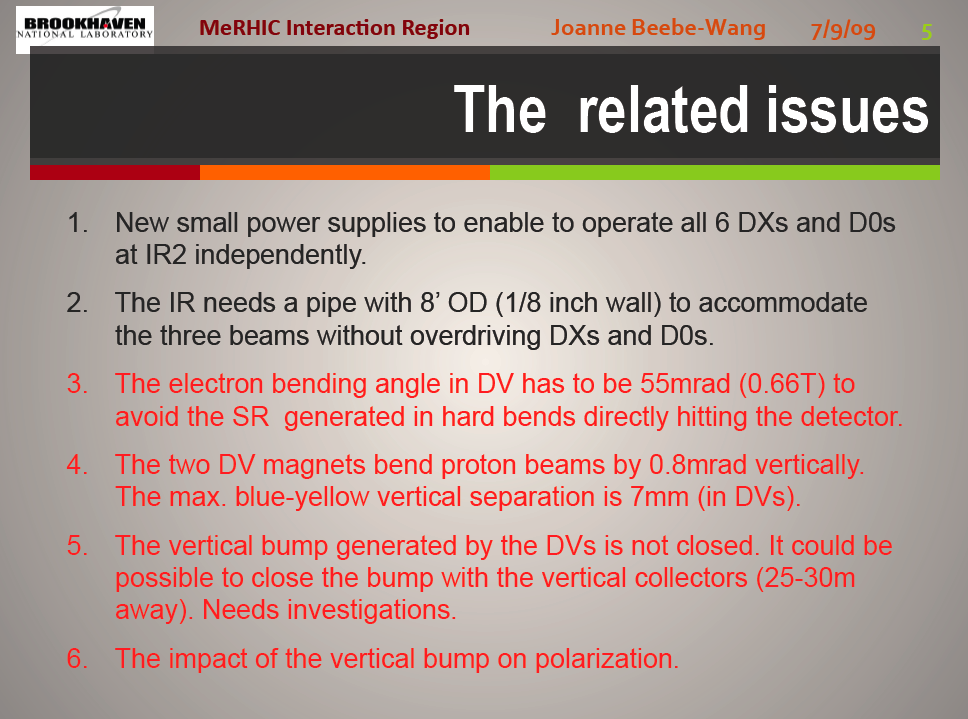 BROOKHAVEN
NATIONAL LABORATORY
MeRHIC Interaction Region Joanne Beebe-Wang 7/9/09 5
The related issues
1. New small power supplies to enable to operate all 6 DXs and D0s
at IR2 independently.
2. The IR needs a pipe with 8’ OD (1/8 inch wall) to accommodate
the three beams without overdriving DXs and D0s.
3. The electron bending angle in DV has to be 55mrad (0.66T) to
avoid the SR generated in hard bends directly hitting the detector.
4. The two DV magnets bend proton beams by 0.8mrad vertically.
The max. blue-yellow vertical separation is 7mm (in DVs).
5. The vertical bump generated by the DVs is not closed. It could be
possible to close the bump with the vertical collectors (25-30m
away). Needs investigations.
6. The impact of the vertical bump on polarization.